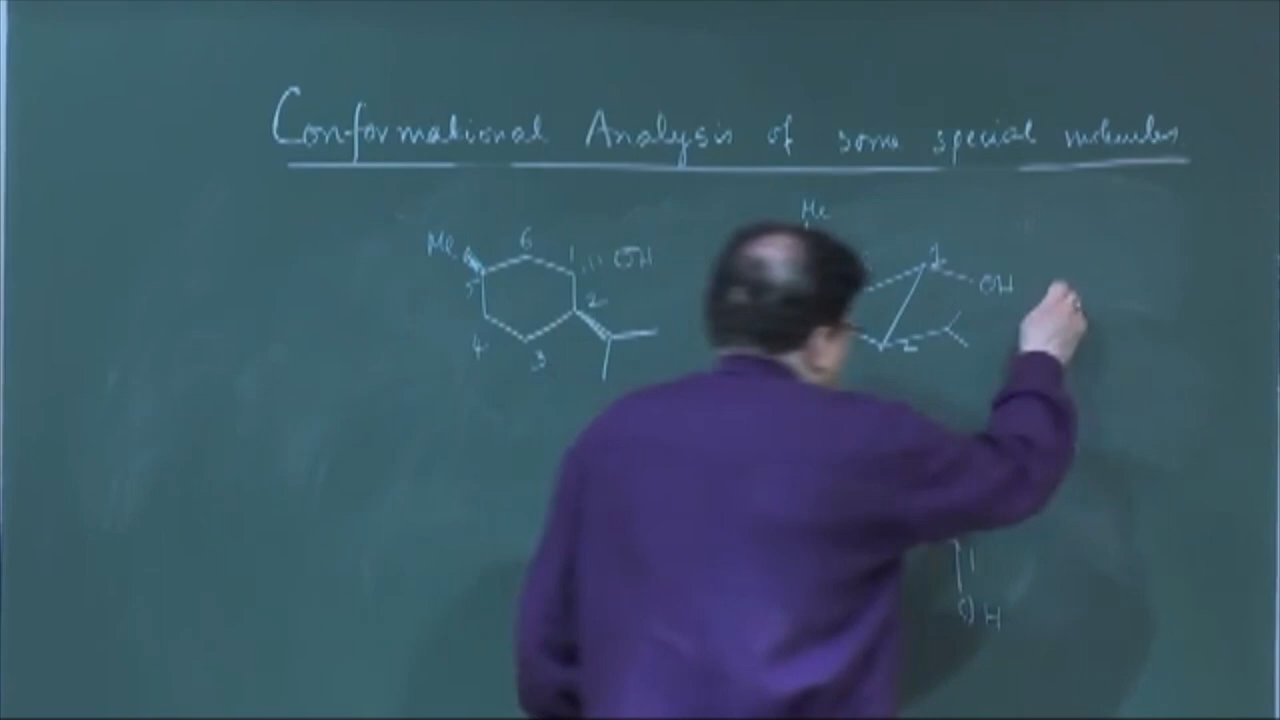 Conformational Analysis of some special molecules
Me 6 1 OH
5 2
4 3
Me
1 OH
2
OH